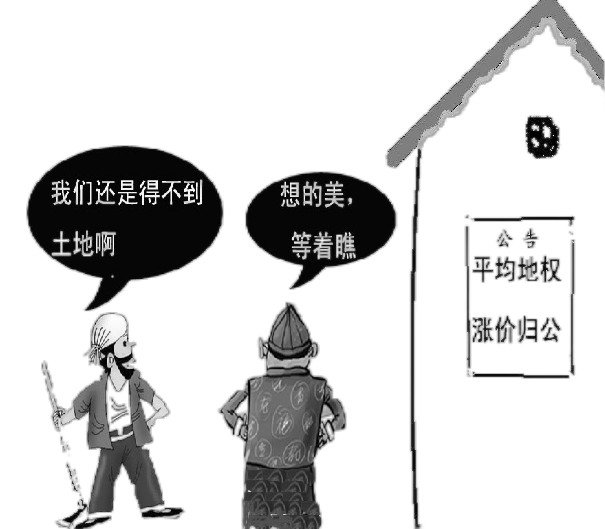 我们还是得不到
土地啊
想的美，
等着瞧
公告
平均地权
涨价归公